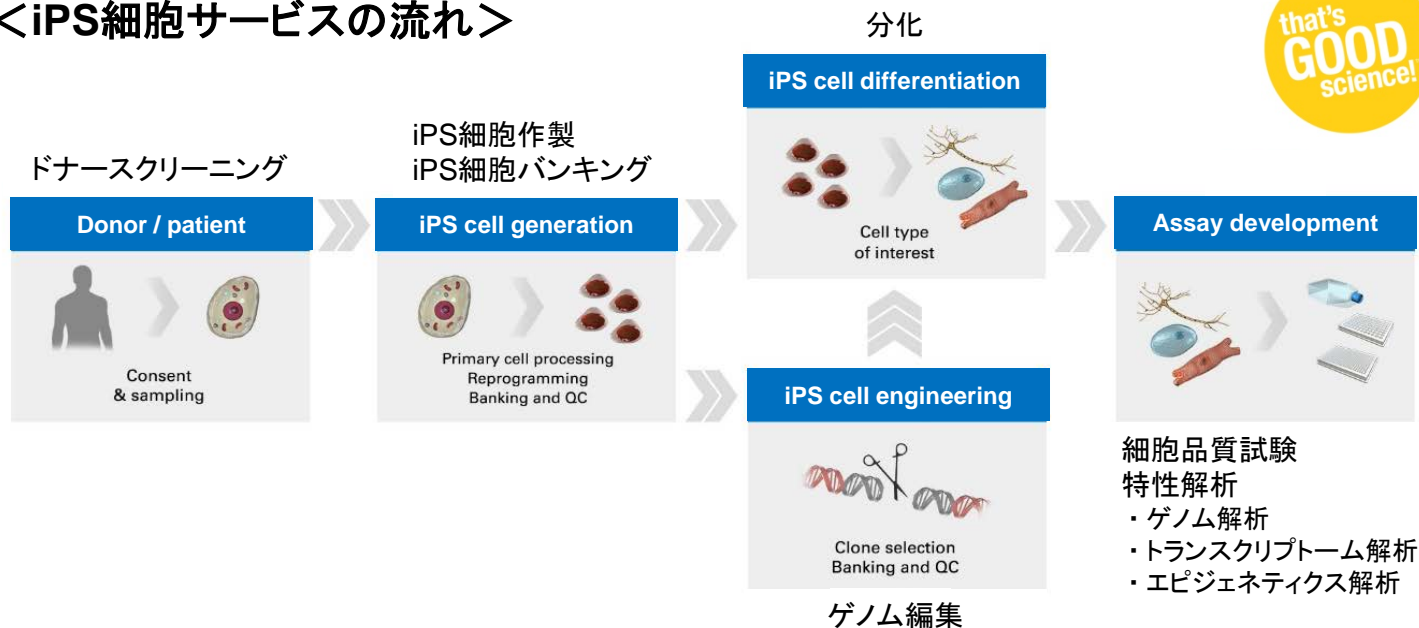 ＜iPS細胞サービスの流れ＞
that's
GOOD
science!
ドナースクリーニング
Donor / patient
Consent
& sampling
iPS細胞作製
iPS細胞バンキング
iPS cell generation
Primary cell processing
Reprogramming
Banking and QC
分化
iPS cell differentiation
Cell type
of interest
iPS cell engineering
Clone selection
Banking and QC
ゲノム編集
Assay development
細胞品質試験
特性解析
・ゲノム解析
・トランスクリプトーム解析
・エピジェネティクス解析